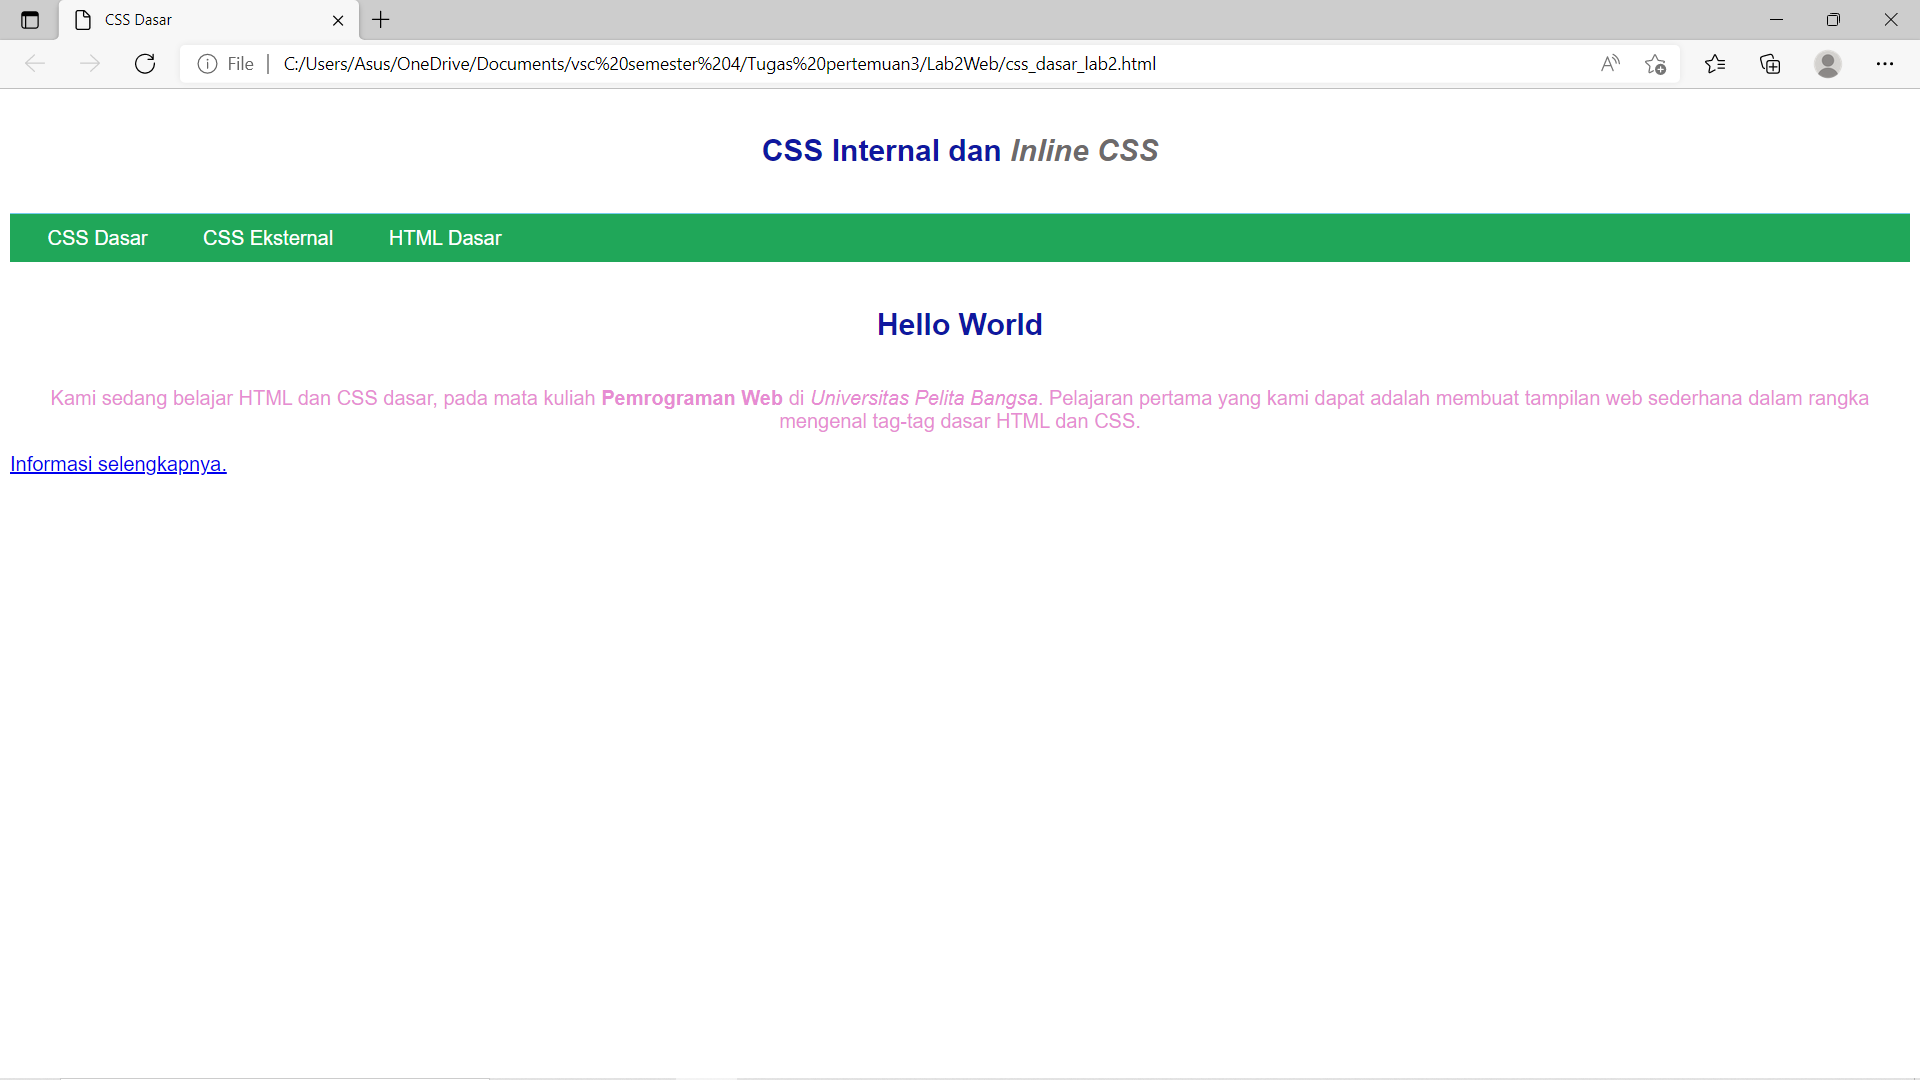 CSS Dasar
File
C:/Users/Asus/OneDrive/Documents/vsc%20semester%204/Tugas%20pertemuan3/Lab2Web/css_dasar_lab2.html
CSS Internal dan Inline CSS
CSS Dasar CSS Eksternal HTML Dasar
Hello World
Kami sedang belajar HTML dan CSS dasar, pada mata kuliah Pemrograman Web di Universitas Pelita Bangsa. Pelajaran pertama yang kami dapat adalah membuat tampilan web sederhana dalam rangka
mengenal tag-tag dasar HTML dan CSS.
Informasi selengkapnya.